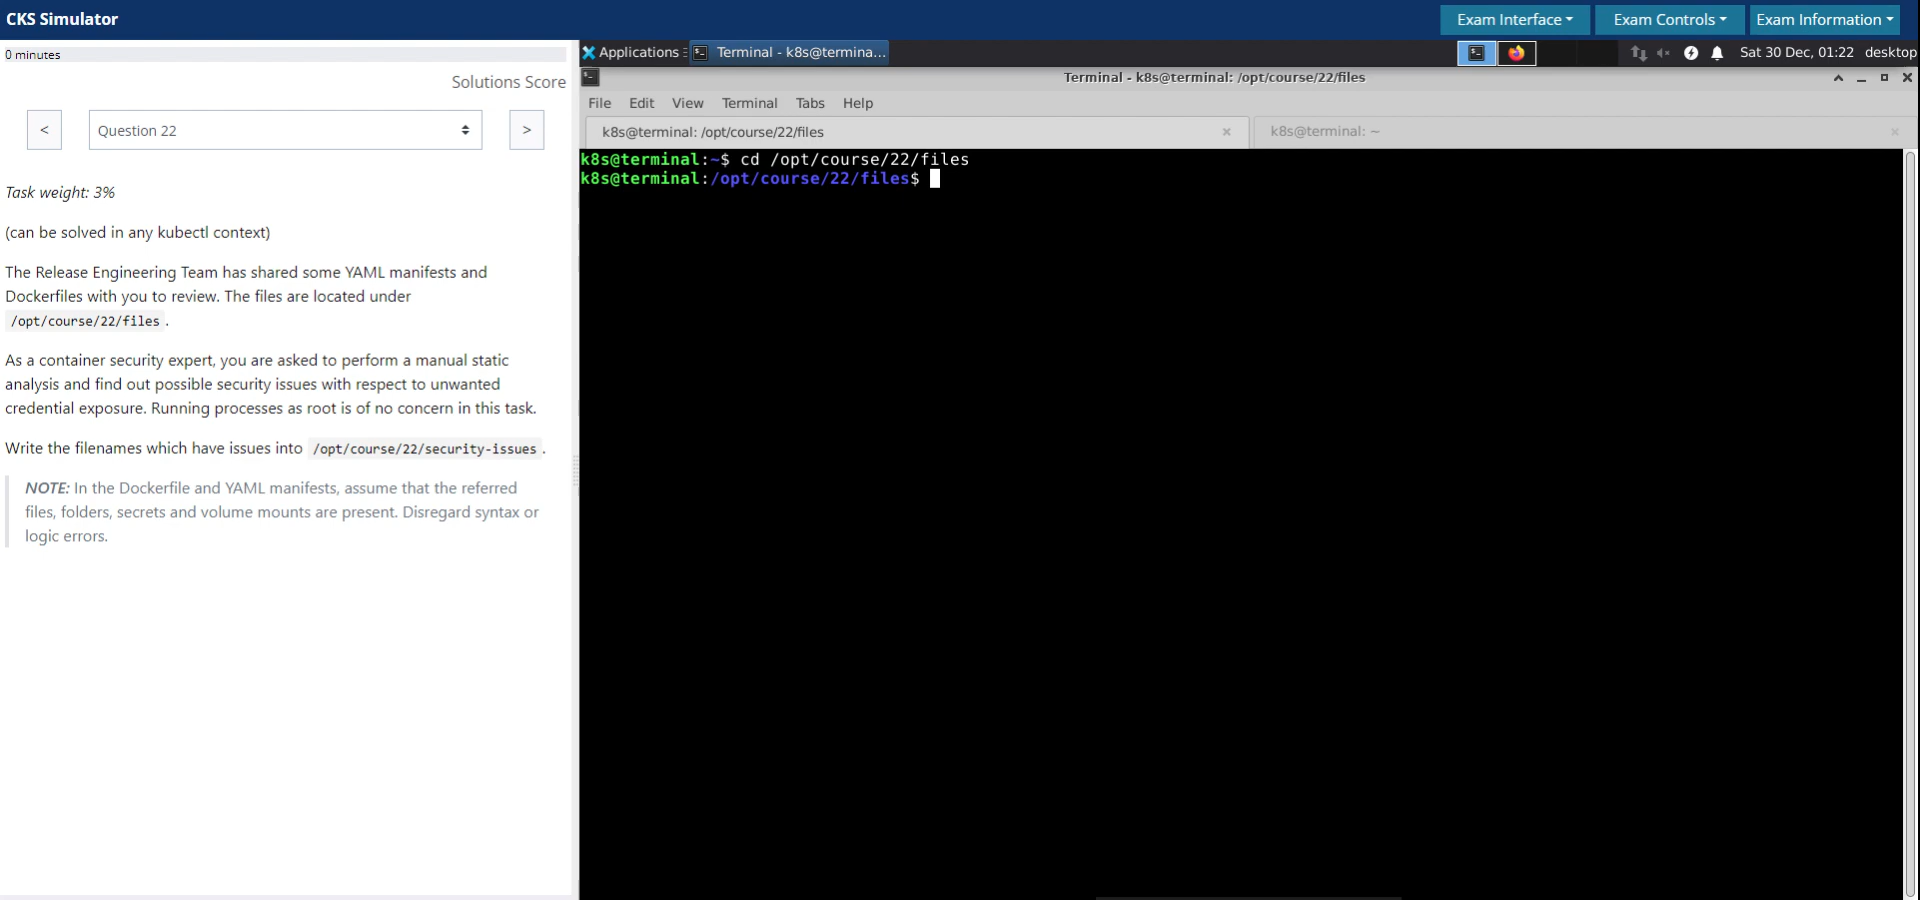 CKS Simulator
Exam Interface
Exam Controls
Exam Information
0 minutes
Solutions Score
<
Question 22
>
Task weight: 3%
(can be solved in any kubectl context)
The Release Engineering Team has shared some YAML manifests and
Dockerfiles with you to review. The files are located under
/opt/course/22/files .
As a container security expert, you are asked to perform a manual static
analysis and find out possible security issues with respect to unwanted
credential exposure. Running processes as root is of no concern in this task.
Write the filenames which have issues into /opt/course/22/security-issues .
NOTE: In the Dockerfile and YAML manifests, assume that the referred
files, folders, secrets and volume mounts are present. Disregard syntax or
logic errors.
Applications
Terminal - k8s@termina...
Sat 30 Dec, 01:22
desktop
Terminal - k8s@terminal: /opt/course/22/files
File Edit View Terminal Tabs Help
k8s@terminal: /opt/course/22/files
k8s@terminal: ~
k8s@terminal:~$ cd /opt/course/22/files
k8s@terminal:/opt/course/22/files$